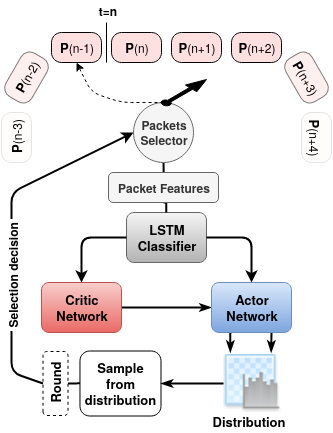 t=n
P(n-3)
P(n-2)
P(n-1)
P(n)
P(n+1)
P(n+2)
P(n+3)
P(n+4)
Packets
Selector
Packet Features
LSTM
Classifier
Critic
Network
Actor
Network
Selection decision
Round
Sample
from
distribution
Distribution